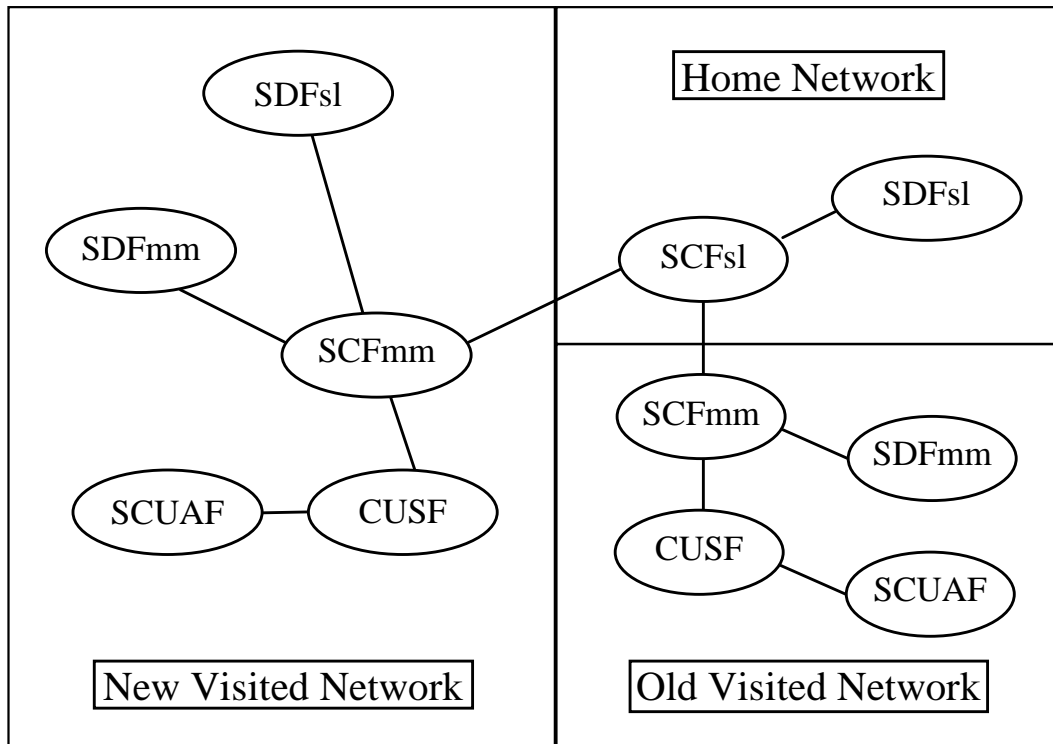 SDFsl
SDFmm
SCFmm
SCUAF
CUSF
New Visited Network
Home Network
SDFsl
SCFsl
SCFmm
SDFmm
CUSF
SCUAF
Old Visited Network